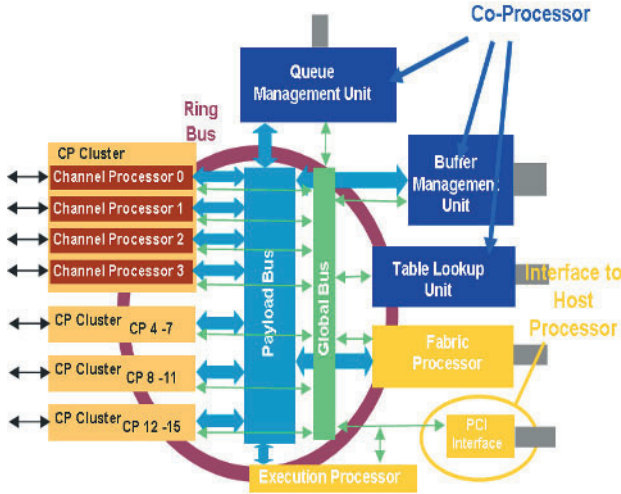 Co-Processor
Queue
Management Unit
Ring
Bus
CP Cluster
Channel Processor 0
Channel Processor 1
Channel Processor 2
Channel Processor 3
CP Cluster CP 4 -7
CP Cluster CP 8 -11
CP Cluster CP 12 -15
Payload Bus
Global Bus
Buffer
Management
Unit
Table Lookup
Unit
Interface to
Host
Processor
Fabric
Processor
PCI
Interface
Execution Processor